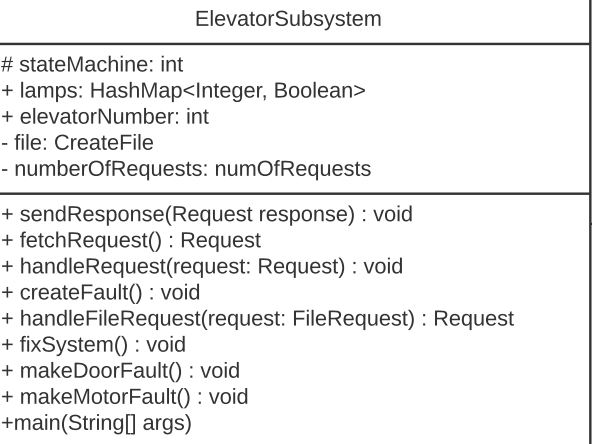 ElevatorSubsystem
# stateMachine: int
+ lamps: HashMap<Integer, Boolean>
+ elevatorNumber: int
- file: CreateFile
- numberOfRequests: numOfRequests
+ sendResponse(Request response) : void
+ fetchRequest() : Request
+ handleRequest(request: Request) : void
+ createFault() : void
+ handleFileRequest(request: FileRequest) : Request
+ fixSystem() : void
+ makeDoorFault() : void
+ makeMotorFault() : void
+main(String[] args)